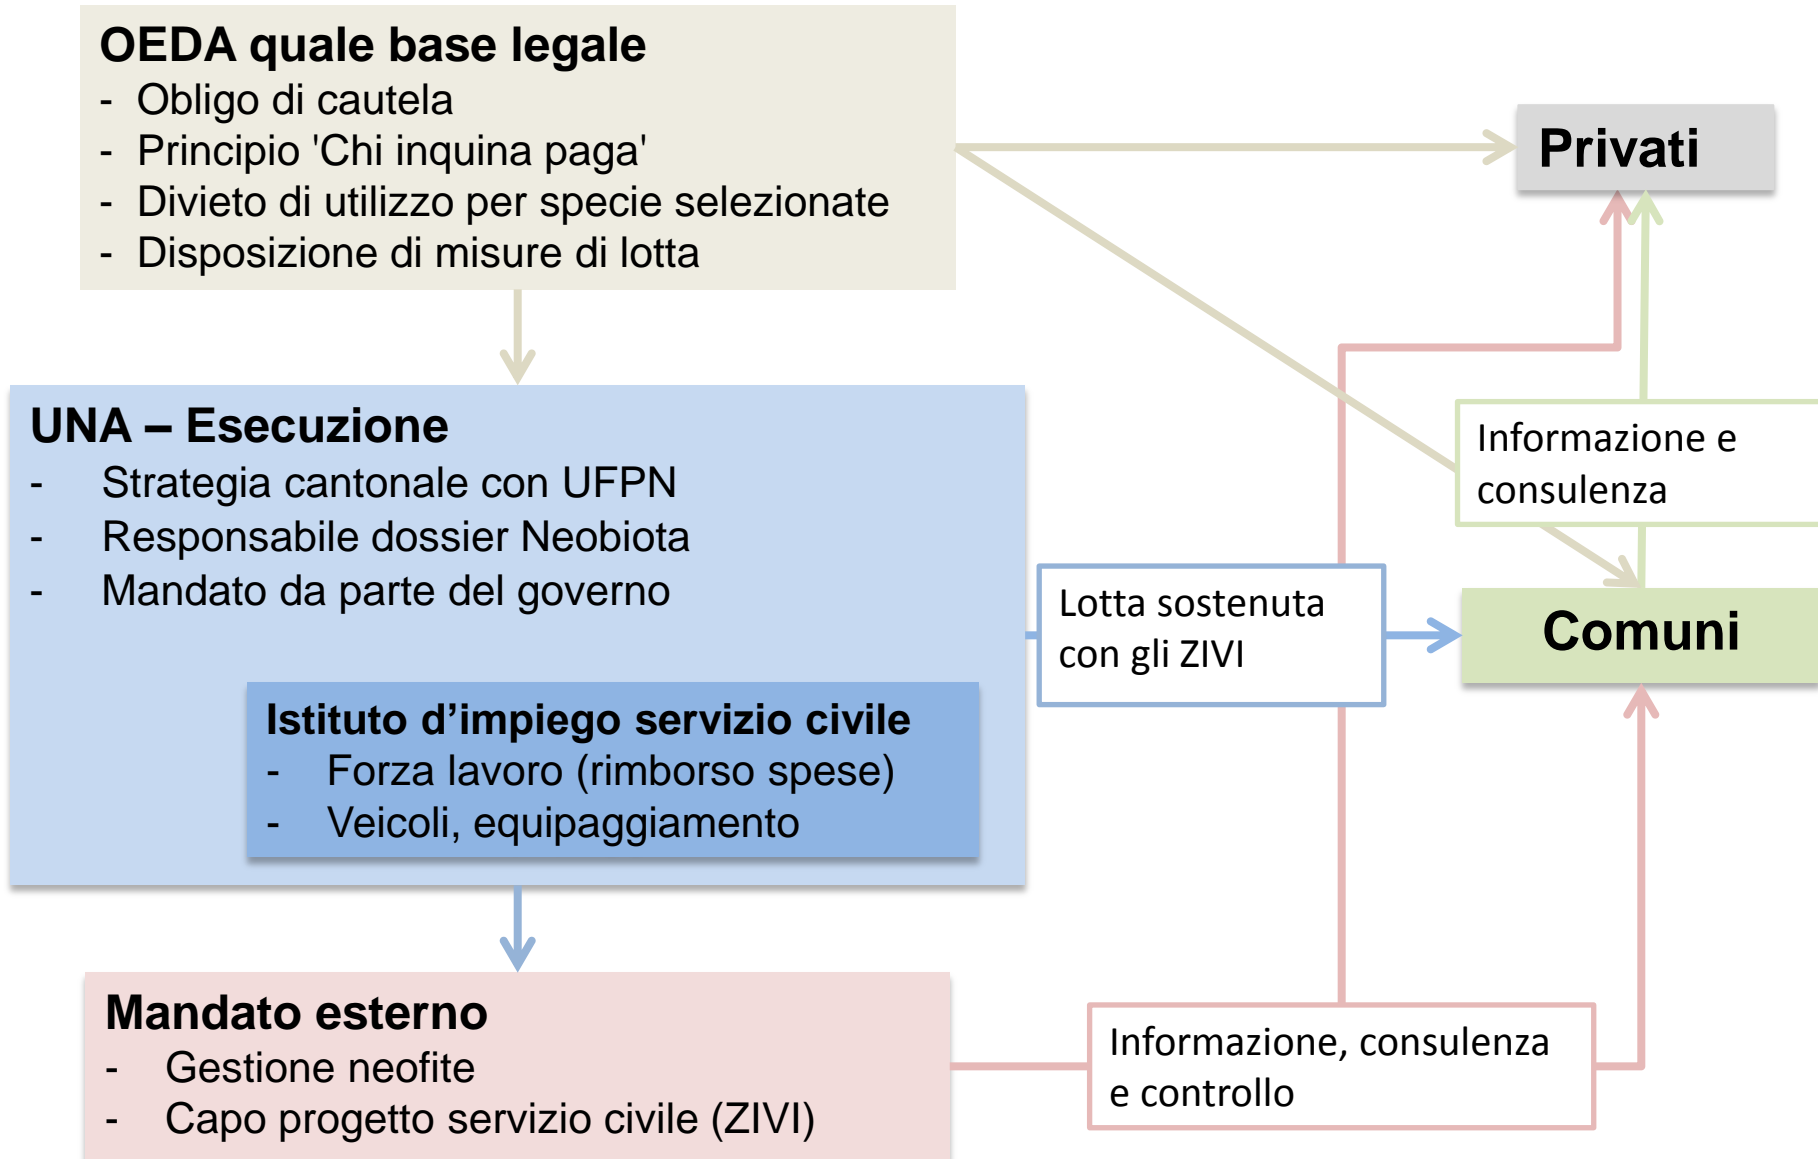 OEDA quale base legale
- Obligo di cautela
- Principio 'Chi inquina paga'
- Divieto di utilizzo per specie selezionate
- Disposizione di misure di lotta
Privati
UNA – Esecuzione
- Strategia cantonale con UFPN
- Responsabile dossier Neobiota
- Mandato da parte del governo
Informazione e
consulenza
Lotta sostenuta
con gli ZIVI
Comuni
Istituto d’impiego servizio civile
- Forza lavoro (rimborso spese)
- Veicoli, equipaggiamento
Mandato esterno
- Gestione neofite
- Capo progetto servizio civile (ZIVI)
Informazione, consulenza
e controllo